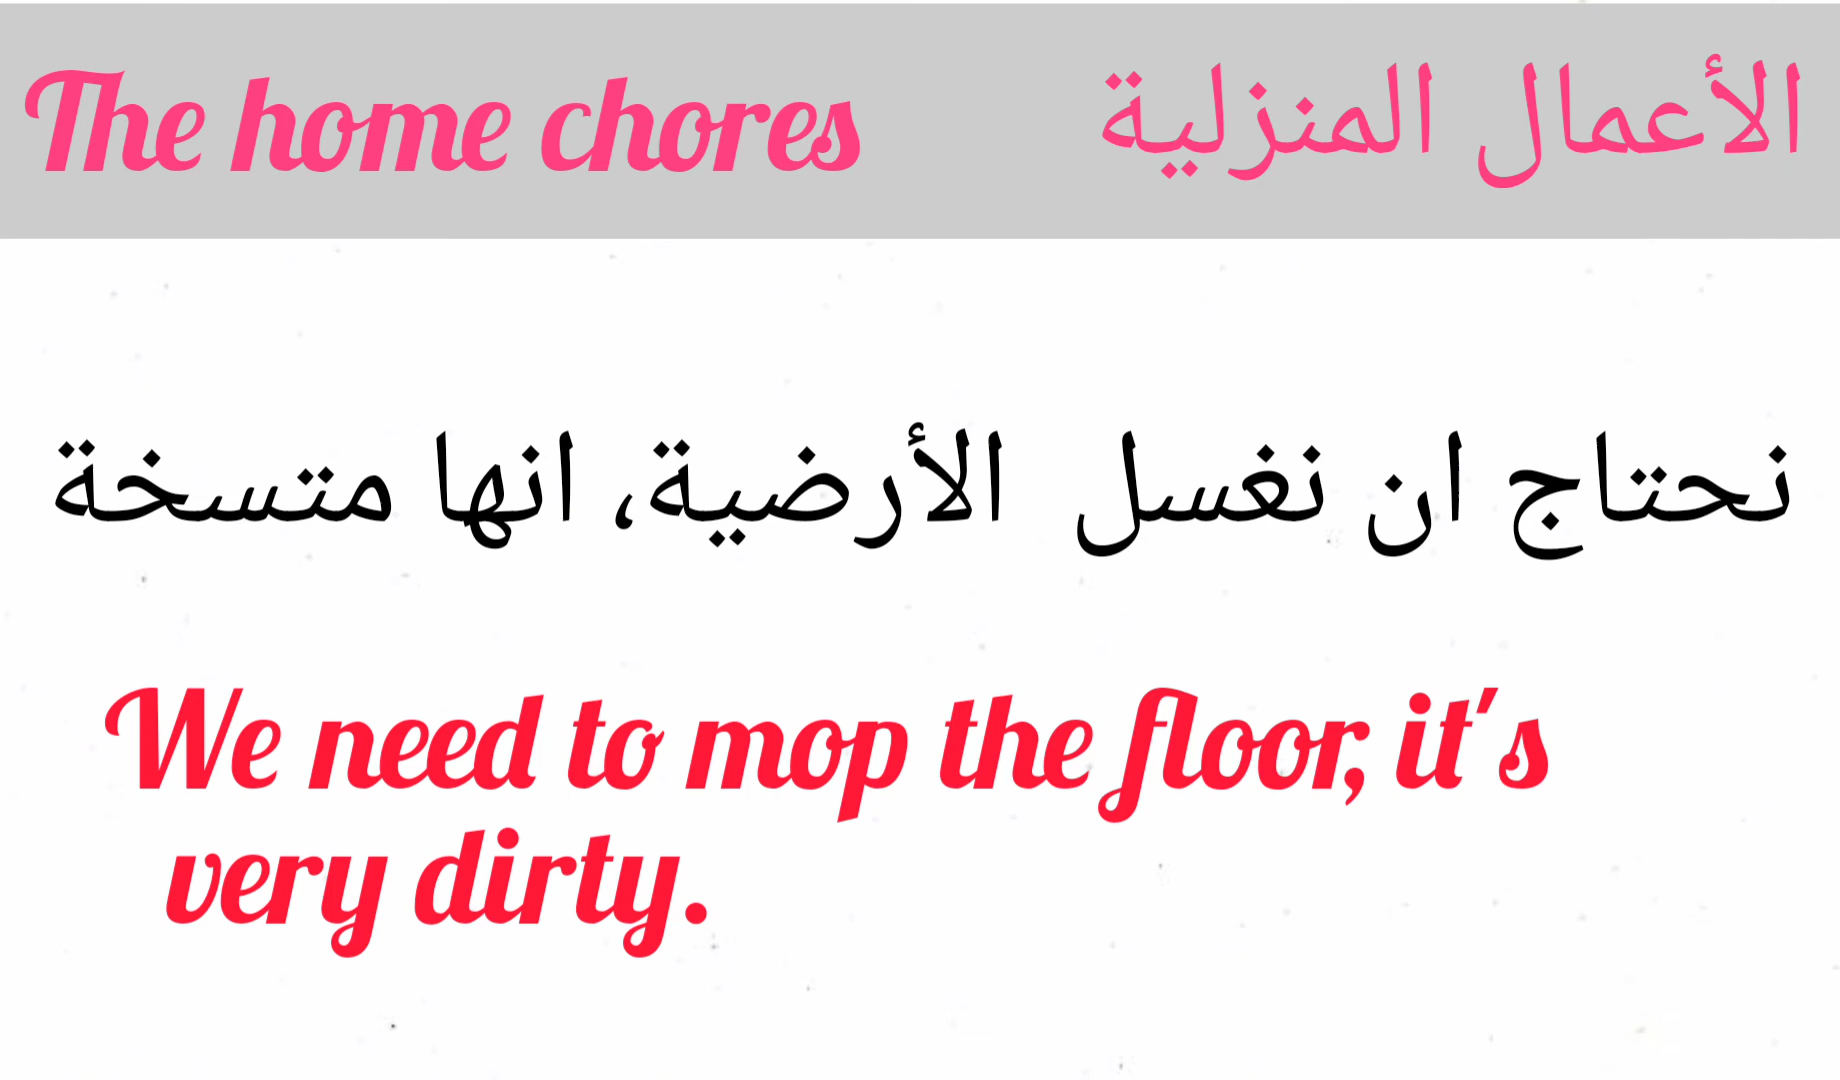 The home chores الأعمال المنزلية
نحتاج ان نغسل الأرضية، انها متسخة
We need to mop the floor, it's
very dirty.